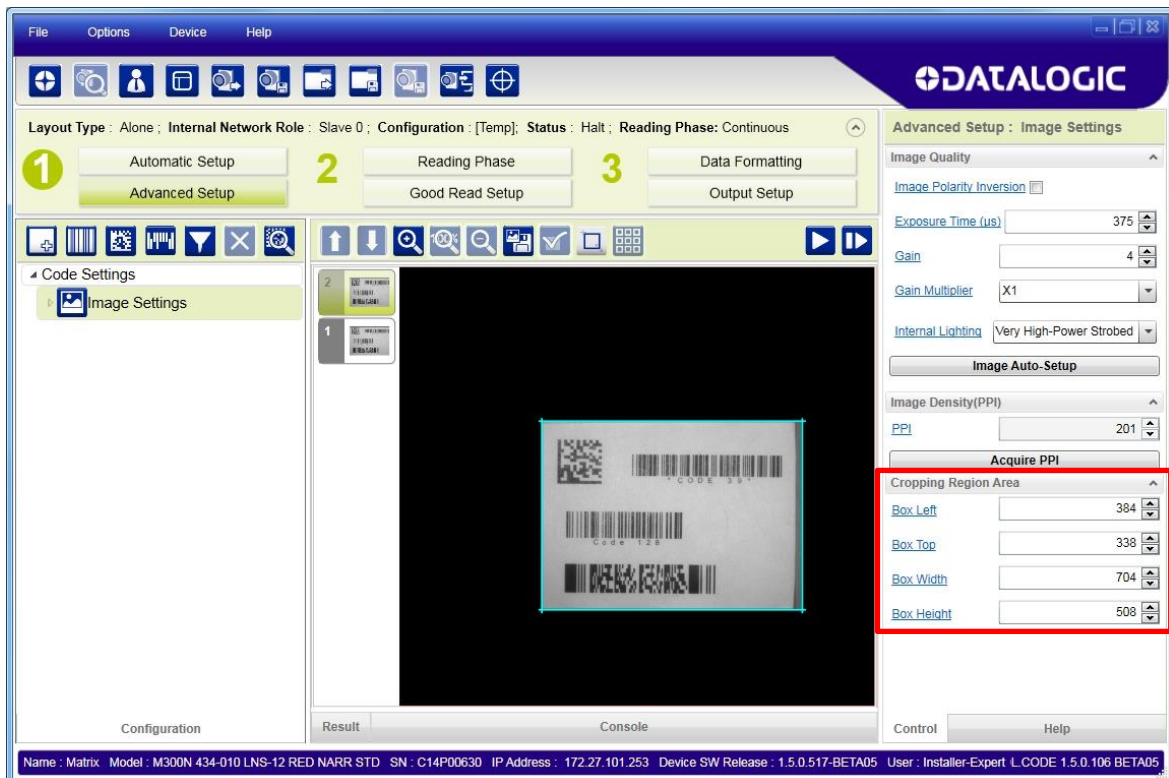 File Options Device Help
DATALOGIC
Layout Type : Alone ; Internal Network Role : Slave 0 ; Configuration : [Temp]; Status : Halt ; Reading Phase: Continuous
1 Automatic Setup 2 Reading Phase 3 Data Formatting
Advanced Setup Good Read Setup Output Setup
Advanced Setup : Image Settings
Image Quality
Image Polarity Inversion
Exposure Time (µs) 375
Gain 4
Gain Multiplier X1
Internal Lighting Very High-Power Strobed
Image Auto-Setup
Image Density(PPI)
PPI 201
Acquire PPI
Cropping Region Area
Box Left 384
Box Top 338
Box Width 704
Box Height 508
Control Help
100%
Code Settings
Image Settings
Configuration
2
1
*CODE 39*
Code 128
Result Console
Name : Matrix Model : M300N 434-010 LNS-12 RED NARR STD SN : C14P00630 IP Address : 172.27.101.253 Device SW Release : 1.5.0.517-BETA05 User : Installer-Expert L.CODE 1.5.0.106 BETA05